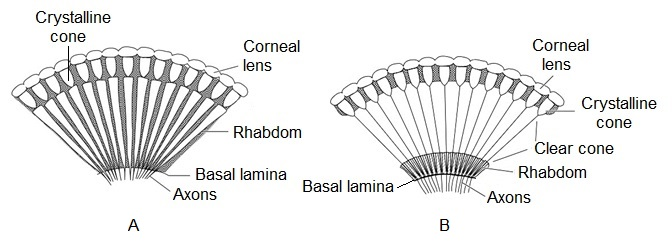 Crystalline
cone
Corneal
lens
Rhabdom
Basal lamina
Axons
A
Corneal
lens
Crystalline
cone
Clear cone
Rhabdom
Basal lamina
Axons
B